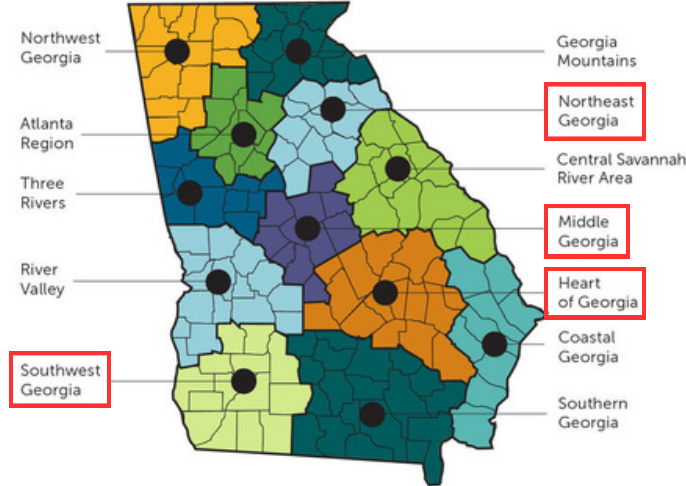 Northwest
Georgia
Atlanta
Region
Three
Rivers
River
Valley
Southwest
Georgia
Georgia
Mountains
Northeast
Georgia
Central Savannah
River Area
Middle
Georgia
Heart
of Georgia
Coastal
Georgia
Southern
Georgia